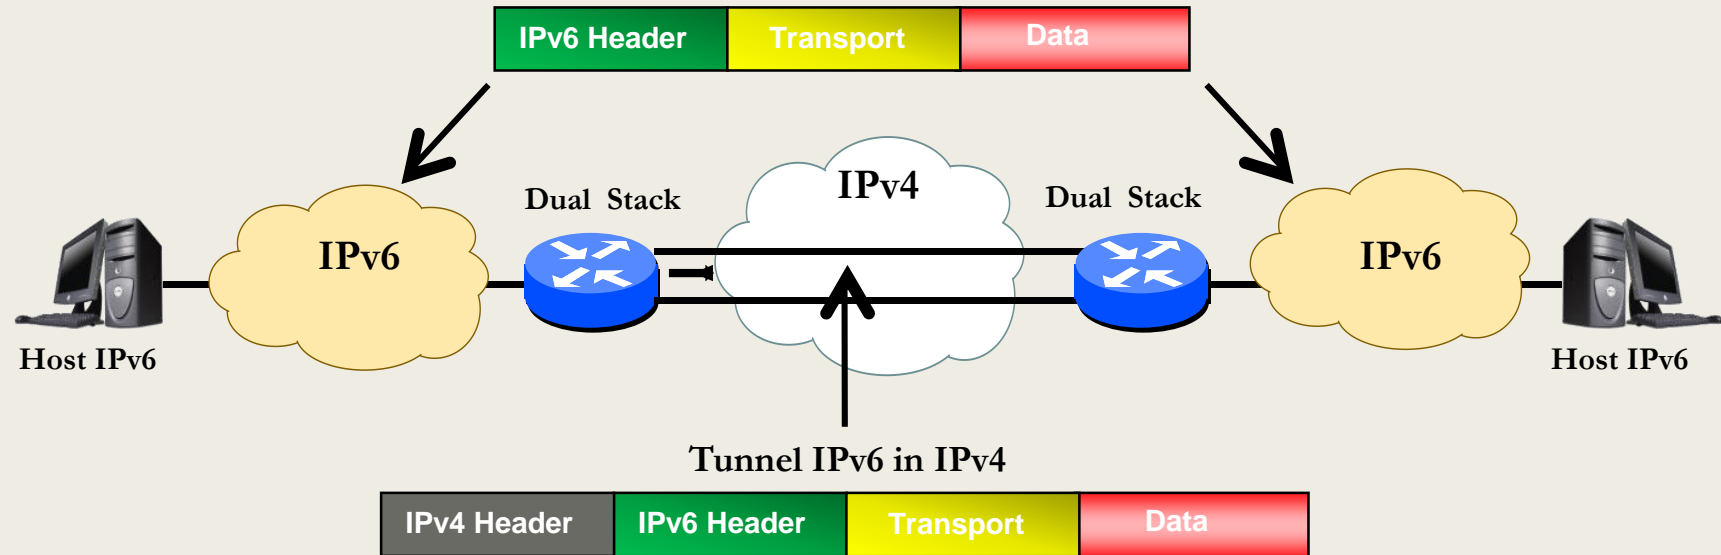 IPv6 Header Transport Data
Dual Stack IPv4 Dual Stack
IPv6 IPv6
Host IPv6 Host IPv6
Tunnel IPv6 in IPv4
IPv4 Header IPv6 Header Transport Data